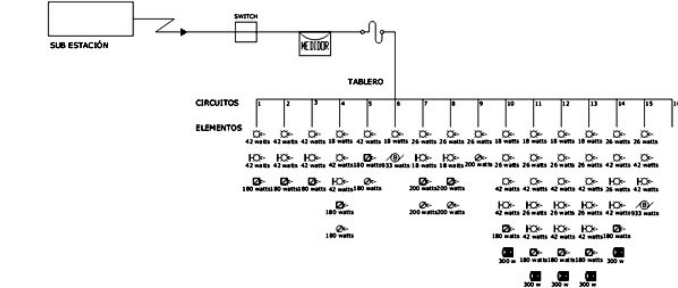 SWITCH
SUB ESTACIÓN
MEDIDOR
TABLERO
CIRCUITOS 1 2 3 4 5 6 7 8 9 10 11 12 13 14 15
ELEMENTOS
42 watts 42 watts 42 watts 18 watts 42 watts 18 watts 26 watts 26 watts 26 watts 18 watts 18 watts 18 watts 18 watts 26 watts 26 watts
42 watts 42 watts 42 watts 42 watts 180 watts 933 watts 18 watts 18 watts 200 watts 26 watts 26 watts 26 watts 26 watts 42 watts 42 watts
180 watts 180 watts 180 watts 42 watts 180 watts 200 watts 200 watts 42 watts 42 watts 42 watts 42 watts 26 watts 42 watts
180 watts 200 watts 200 watts 42 watts 26 watts 26 watts 26 watts 42 watts 933 watts
180 watts 180 watts 42 watts 42 watts 42 watts 180 watts
300 w 180 watts 180 watts 180 watts 300 w
300 w 300 w 300 w